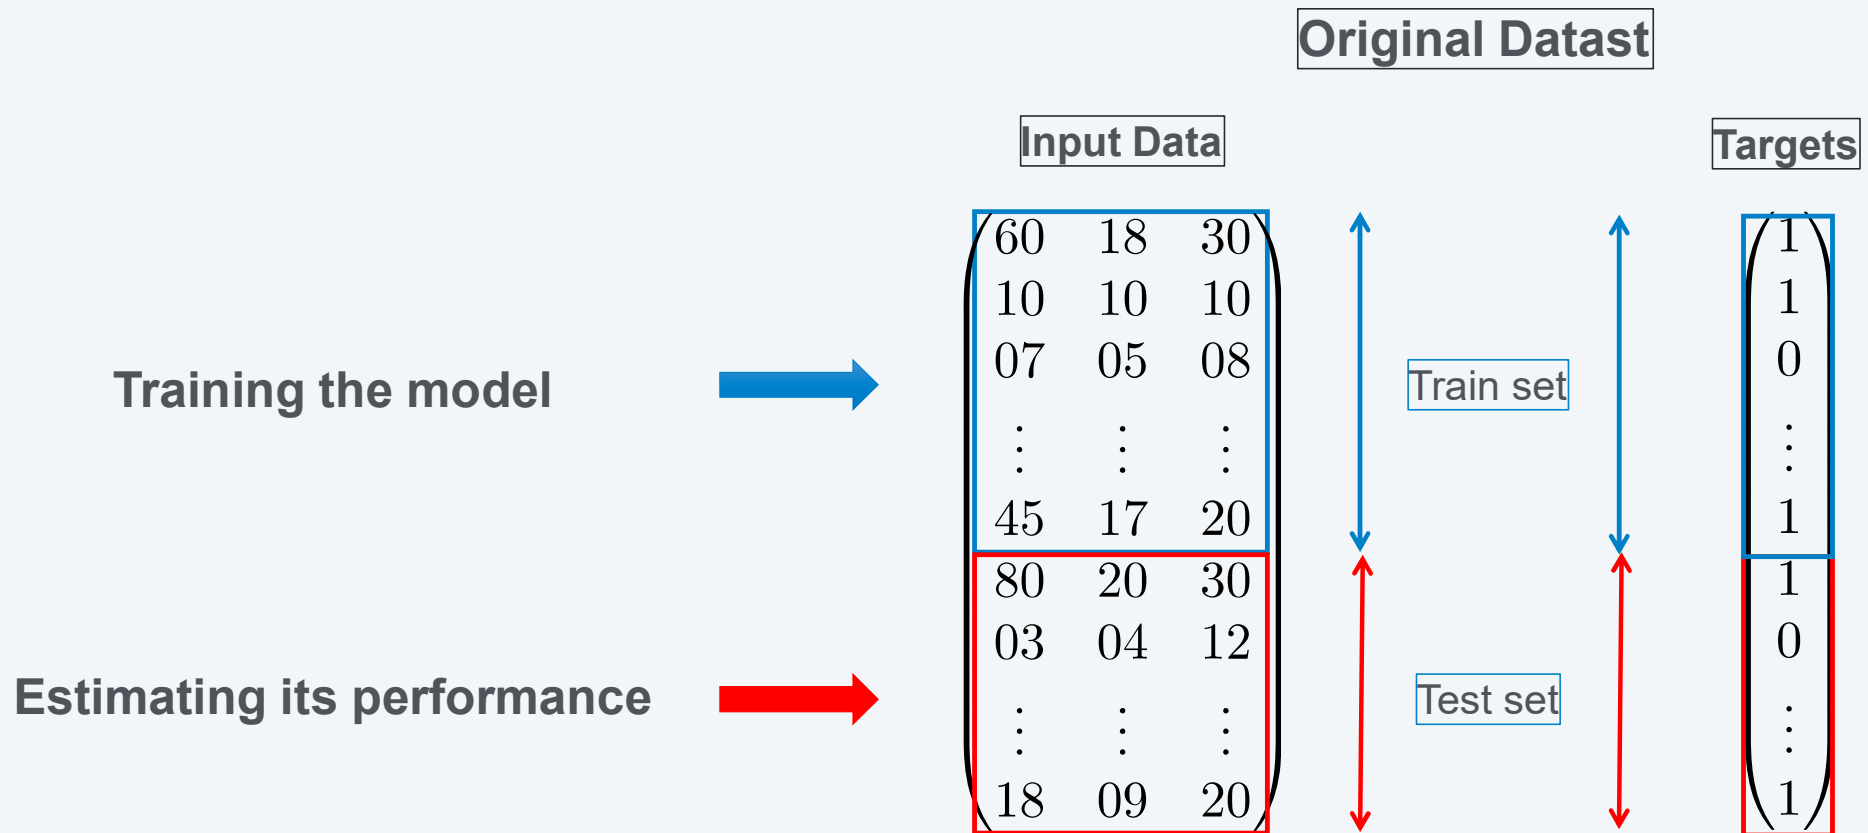 Original Datast
Input Data
Targets
60 18 30 1
10 10 10 1
07 05 08 0
Training the model
Train set
⋮ ⋮ ⋮ ⋮
45 17 20 1
80 20 30 1
03 04 12 0
Estimating its performance
Test set
⋮ ⋮ ⋮ ⋮
18 09 20 1